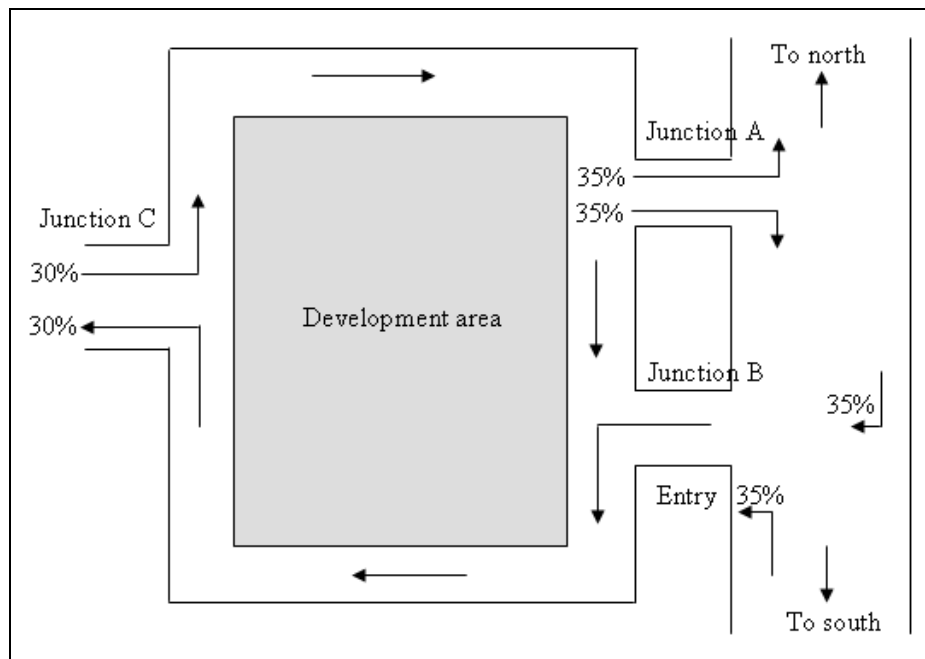 To north
Junction A
35%
35%
Junction C
30%
30%
Development area
Junction B
35%
Entry 35%
To south